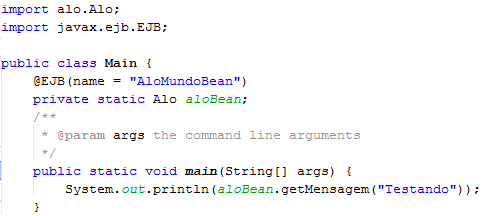 import alo.Alo;
import javax.ejb.EJB;
public class Main {
@EJB(name = "AloMundoBean")
private static Alo aloBean;
/**
* @param args the command line arguments
*/
public static void main(String[] args) {
System.out.println(aloBean.getMensagem("Testando"));
}